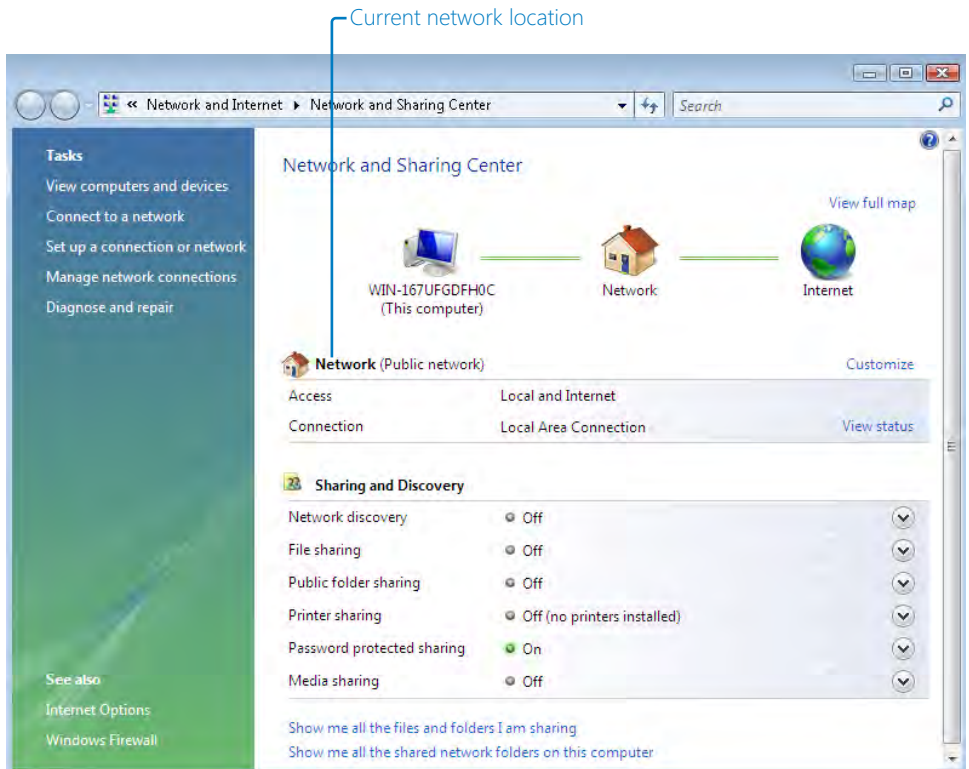 Current network location
« Network and Internet ▸ Network and Sharing Center
Search
Tasks
View computers and devices
Connect to a network
Set up a connection or network
Manage network connections
Diagnose and repair
See also
Internet Options
Windows Firewall
Network and Sharing Center
View full map
WIN-167UFGDFH0C
(This computer)
Network
Internet
Network (Public network) Customize
Access Local and Internet
Connection Local Area Connection View status
Sharing and Discovery
Network discovery Off
File sharing Off
Public folder sharing Off
Printer sharing Off (no printers installed)
Password protected sharing On
Media sharing Off
Show me all the files and folders I am sharing
Show me all the shared network folders on this computer